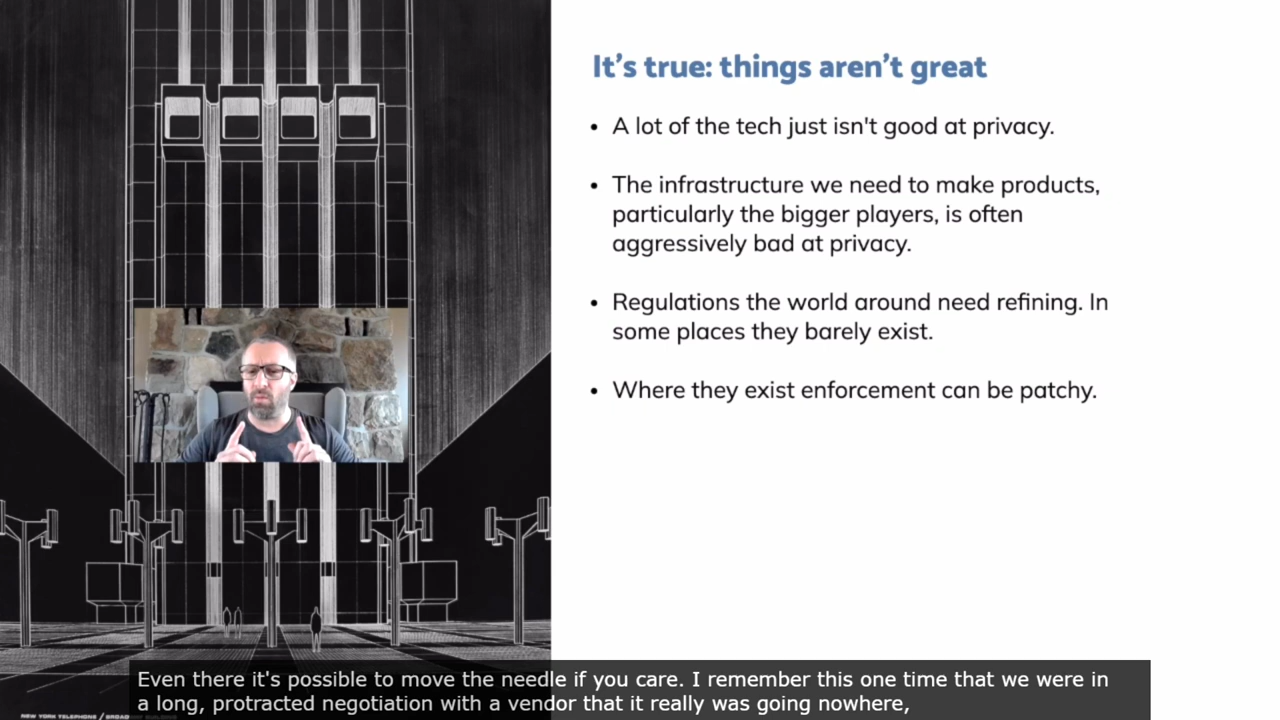 It's true: things aren't great
• A lot of the tech just isn't good at privacy.
• The infrastructure we need to make products,
particularly the bigger players, is often
aggressively bad at privacy.
• Regulations the world around need refining. In
some places they barely exist.
• Where they exist enforcement can be patchy.
Even there it's possible to move the needle if you care. I remember this one time that we were in
a long, protracted negotiation with a vendor that it really was going nowhere,
NEW YORK TELEPHONE / BROAD